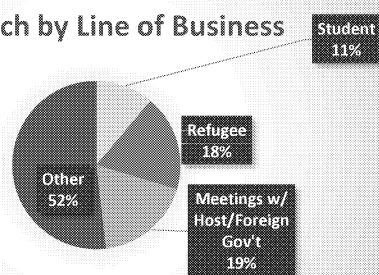 ch by Line of Business
Student
11%
Refugee
18%
Other
52%
Meetings w/
Host/Foreign
Gov't
19%